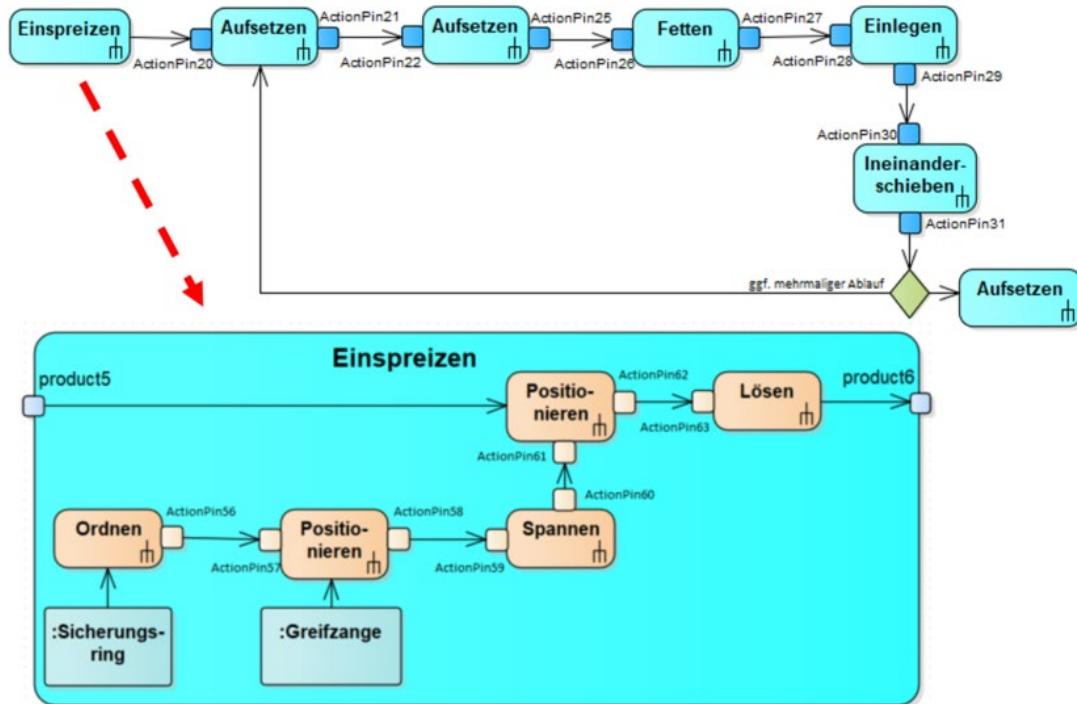 Einspreizen
ActionPin20
Aufsetzen
ActionPin21
ActionPin22
Aufsetzen
ActionPin25
ActionPin26
Fetten
ActionPin27
ActionPin28
Einlegen
ActionPin29
ActionPin30
Ineinander-
schieben
ActionPin31
ggf. mehrmaliger Ablauf
Aufsetzen
Einspreizen
product5
Positio-
nieren
ActionPin62
ActionPin63
Lösen
product6
ActionPin61
ActionPin60
Ordnen
ActionPin56
ActionPin57
Positio-
nieren
ActionPin58
ActionPin59
Spannen
:Sicherungs-
ring
:Greifzange